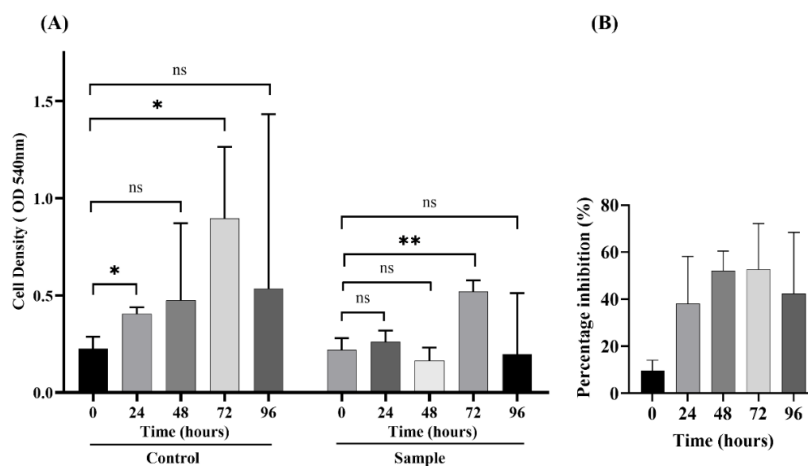 (A)
(B)
Cell Density ( OD 540nm)
1.5
1.0
0.5
0.0
ns
*
ns
*
ns
**
ns
ns
0 24 48 72 96 0 24 48 72 96
Time (hours) Time (hours)
Control Sample
Percentage inhibition (%)
80
60
40
20
0
0 24 48 72 96
Time (hours)